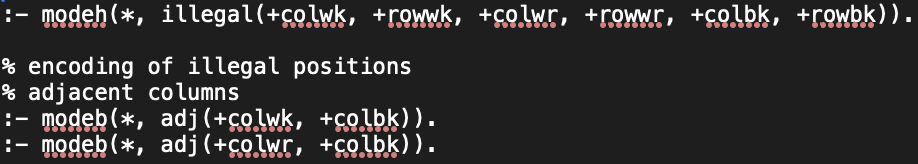 :- modeh(*, illegal(+colwk, +rowwk, +colwr, +rowwr, +colbk, +rowbk)).
% encoding of illegal positions
% adjacent columns
:- modeb(*, adj(+colwk, +colbk)).
:- modeb(*, adj(+colwr, +colbk)).